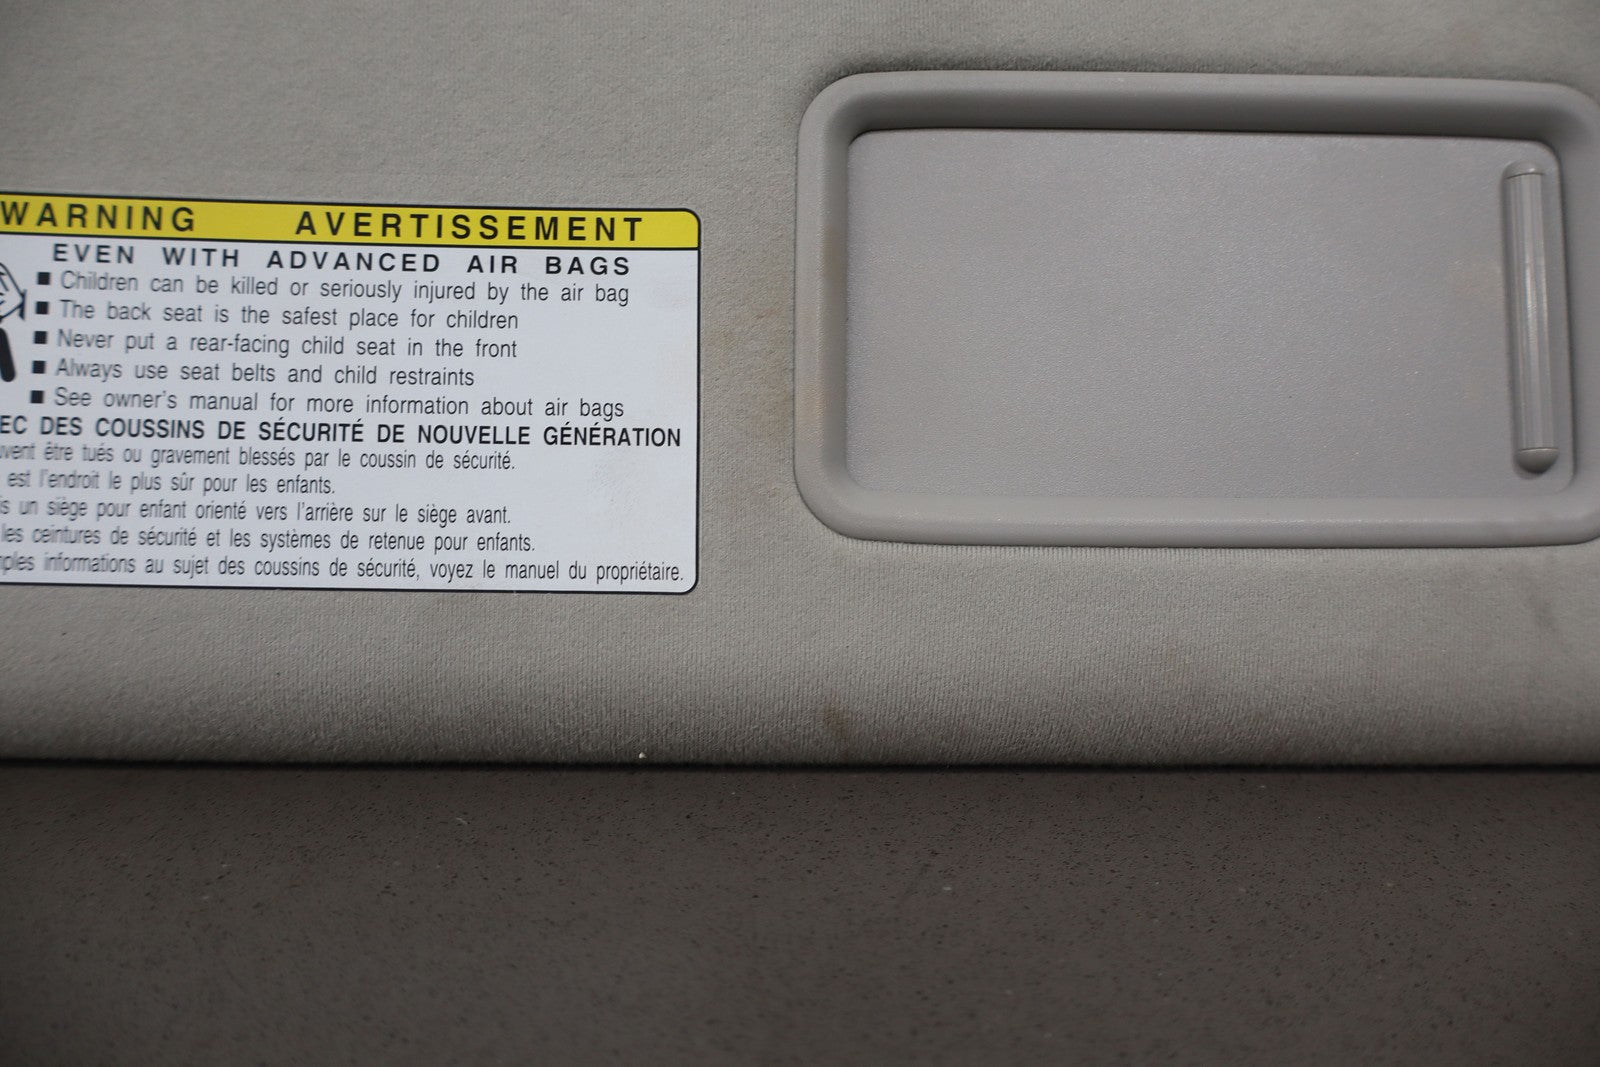 WARNING AVERTISSEMENT
EVEN WITH ADVANCED AIR BAGS
■ Children can be killed or seriously injured by the air bag
■ The back seat is the safest place for children
■ Never put a rear-facing child seat in the front
■ Always use seat belts and child restraints
■ See owner's manual for more information about air bags
EC DES COUSSINS DE SÉCURITÉ DE NOUVELLE GÉNÉRATION
uvent être tués ou gravement blessés par le coussin de sécurité.
est l'endroit le plus sûr pour les enfants.
is un siège pour enfant orienté vers l'arrière sur le siège avant.
les ceintures de sécurité et les systèmes de retenue pour enfants.
mples informations au sujet des coussins de sécurité, voyez le manuel du propriétaire.